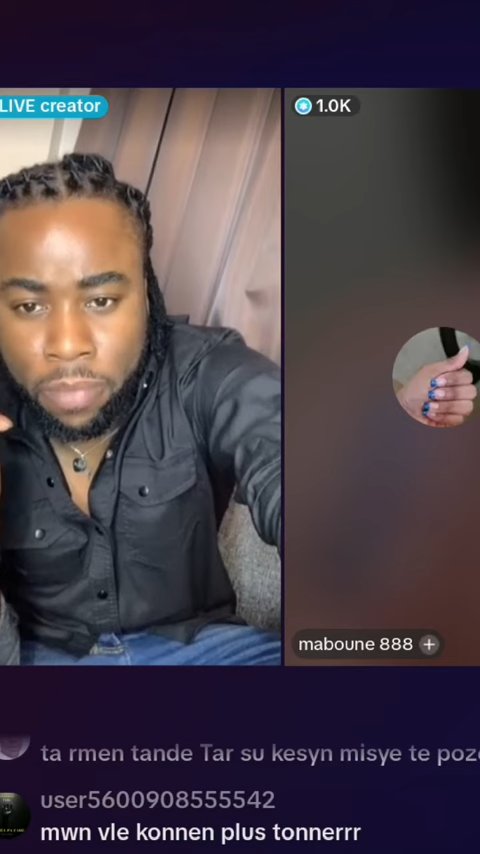 LIVE creator
1.0K
maboune 888 +
ta rmen tande Tar su kesyn misye te poz
user5600908555542
mwn vle konnen plus tonnerrr